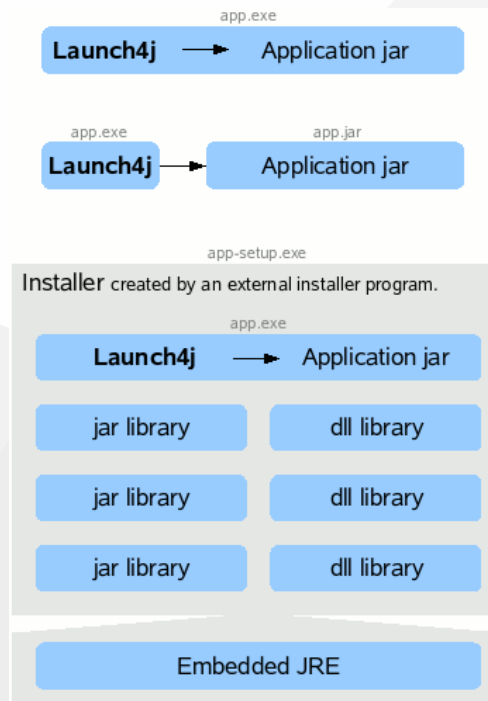 app.exe
Launch4j Application jar
app.exe app.jar
Launch4j Application jar
app-setup.exe
Installer created by an external installer program.
app.exe
Launch4j Application jar
jar library dll library
jar library dll library
jar library dll library
Embedded JRE